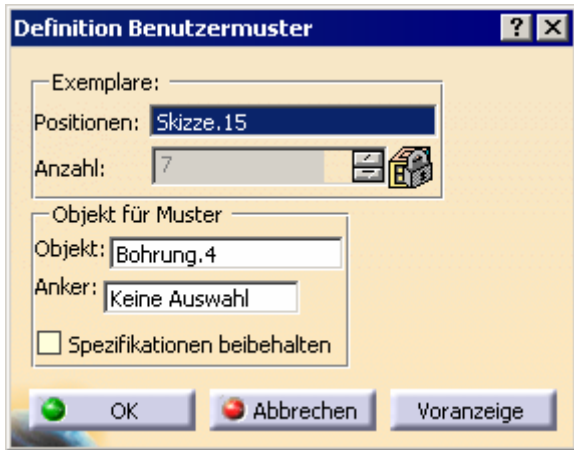 Definition Benutzermuster
Exemplare:
Positionen: Skizze.15
Anzahl: 7
Objekt für Muster
Objekt: Bohrung.4
Anker: Keine Auswahl
Spezifikationen beibehalten
OK Abbrechen Voranzeige